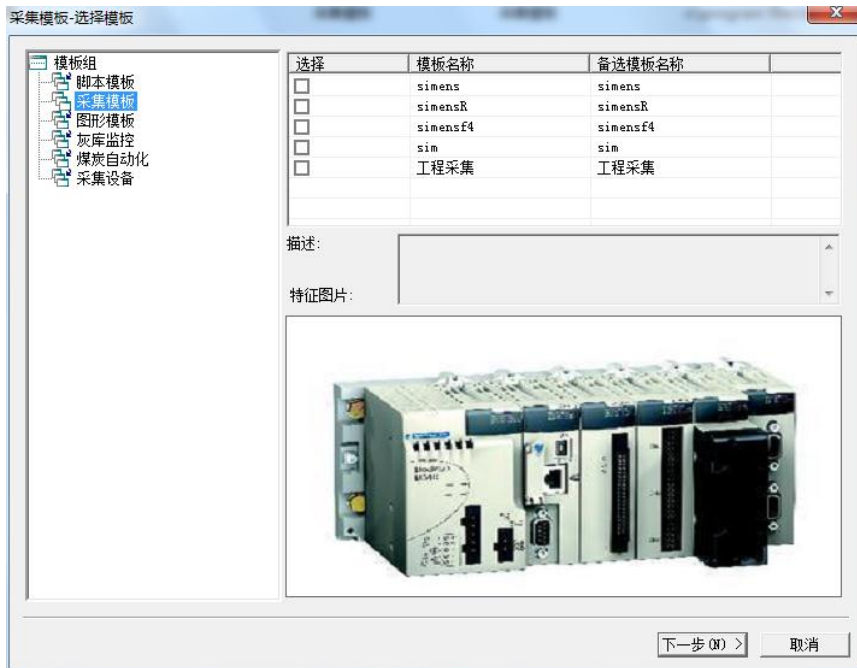 采集模板-选择模板
模板组
脚本模板
采集模板
图形模板
灰库监控
煤炭自动化
采集设备
选择 模板名称 备选模板名称
simens simens
simensR simensR
simensf4 simensf4
sim sim
工程采集 工程采集
描述:
特征图片:
下一步(N) > 取消